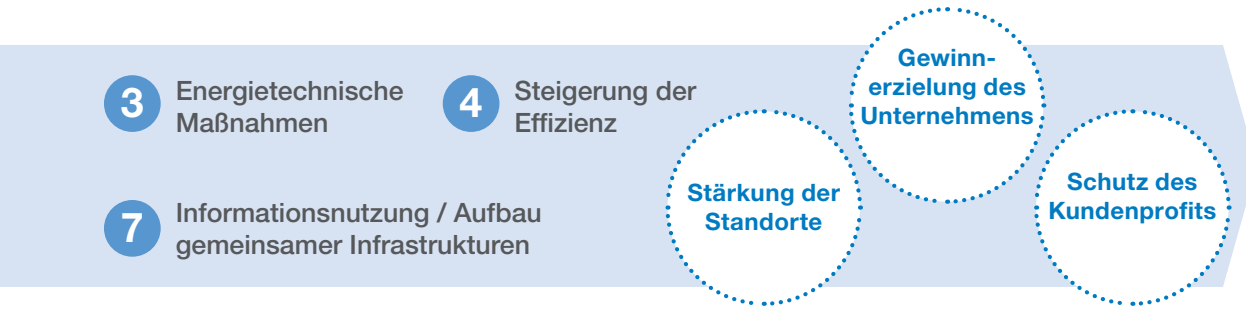 3
Energietechnische
Maßnahmen
4
Steigerung der
Effizienz
7
Informationsnutzung / Aufbau
gemeinsamer Infrastrukturen
Stärkung der
Standorte
Gewinn-
erzielung des
Unternehmens
Schutz des
Kundenprofits